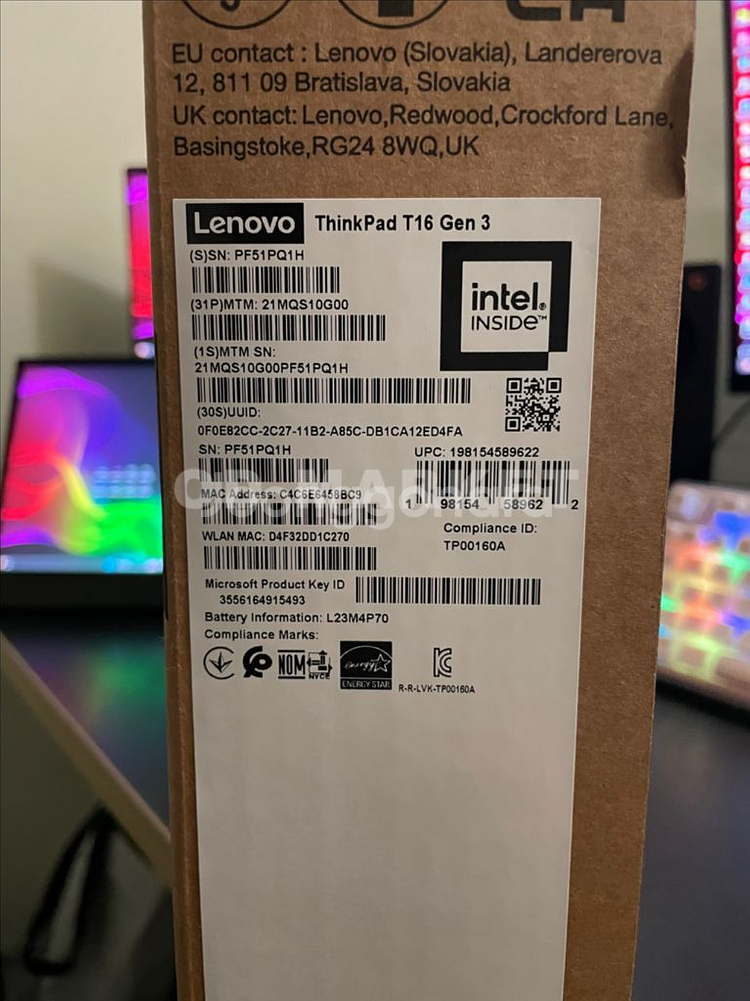 EU contact : Lenovo (Slovakia), Landererova
12, 811 09 Bratislava, Slovakia
UK contact: Lenovo,Redwood,Crockford Lane,
Basingstoke,RG24 8WQ,UK
Lenovo ThinkPad T16 Gen 3
(S)SN: PF51PQ1H
(31P)MTM: 21MQS10G00
intel.
INSIDE™
(1S)MTM SN:
21MQS10G00PF51PQ1H
(30S)UUID:
0F0E82CC-2C27-11B2-A85C-DB1CA12ED4FA
SN: PF51PQ1H
UPC: 198154589622
MAC Address: C4C6E6458BC9
1 98154 58962 2
WLAN MAC: D4F32DD1C270
Compliance ID:
TP00160A
Microsoft Product Key ID
3556164915493
Battery Information: L23M4P70
Compliance Marks:
NOM
NYCE
energy
ENERGY STAR
R-R-LVK-TP00160A